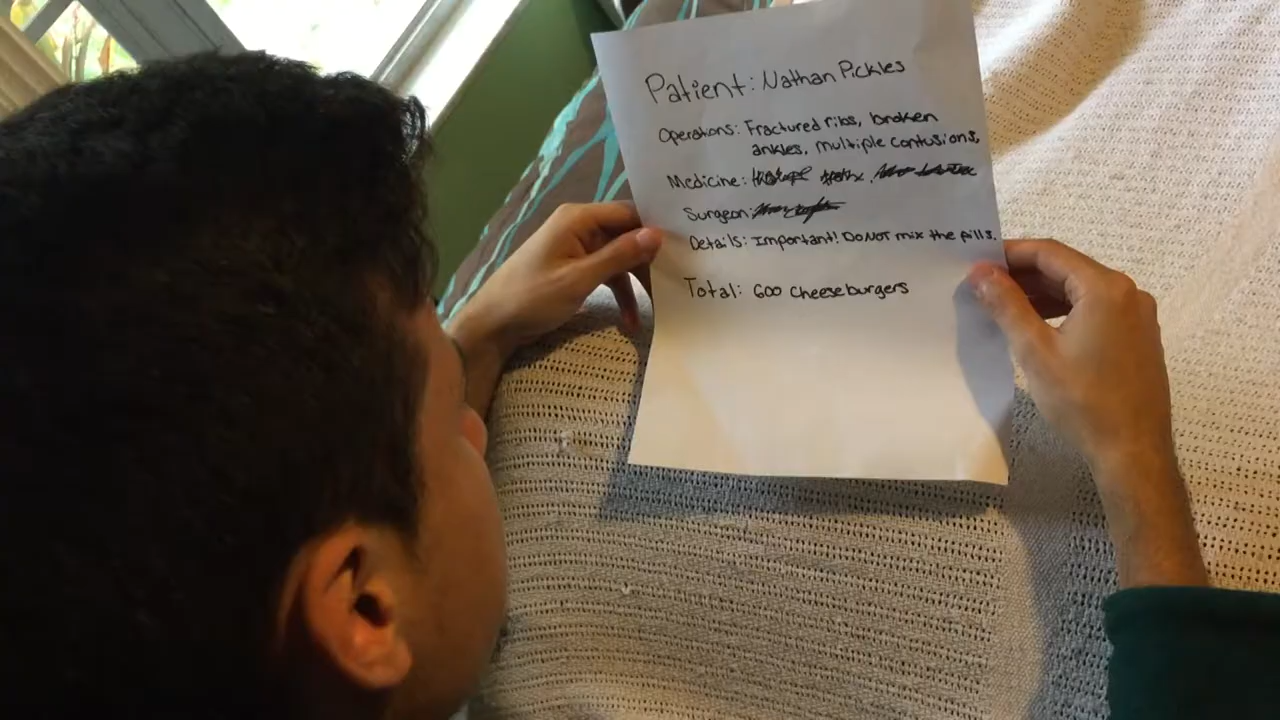 Patient: Nathan Pickles
Operations: Fractured ribs, broken
ankles, multiple contusions,
Medicine:
Surgeon:
Details: Important! DO NOT mix the pills.
Total: 600 cheeseburgers